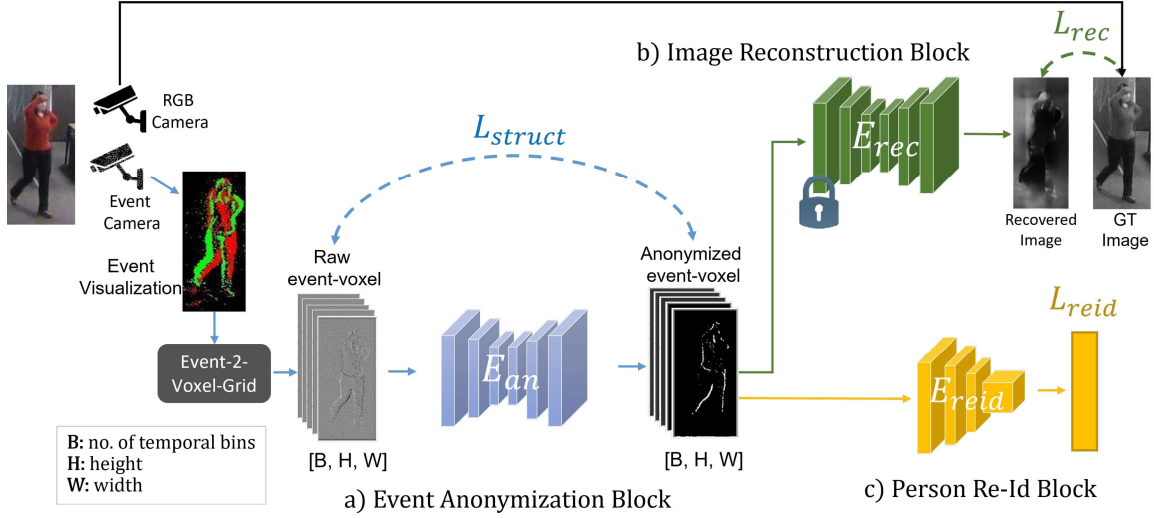 b) Image Reconstruction Block
L_rec
RGB
Camera
Event
Camera
Event
Visualization
Event-2-
Voxel-Grid
B: no. of temporal bins
H: height
W: width
L_struct
Raw
event-voxel
[B, H, W]
E_an
Anonymized
event-voxel
[B, H, W]
a) Event Anonymization Block
E_rec
Recovered
Image
GT
Image
E_reid
L_reid
c) Person Re-Id Block